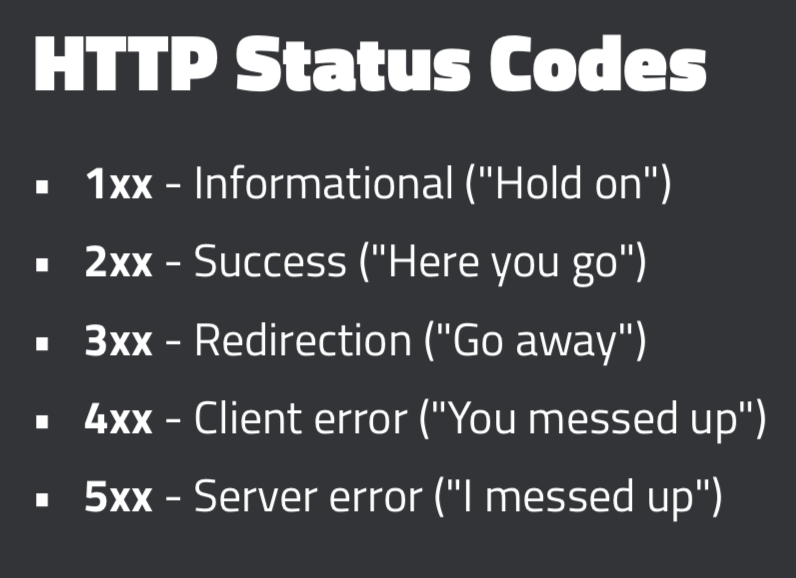 HTTP Status Codes
▪ 1xx - Informational ("Hold on")
▪ 2xx - Success ("Here you go")
▪ 3xx - Redirection ("Go away")
▪ 4xx - Client error ("You messed up")
▪ 5xx - Server error ("I messed up")